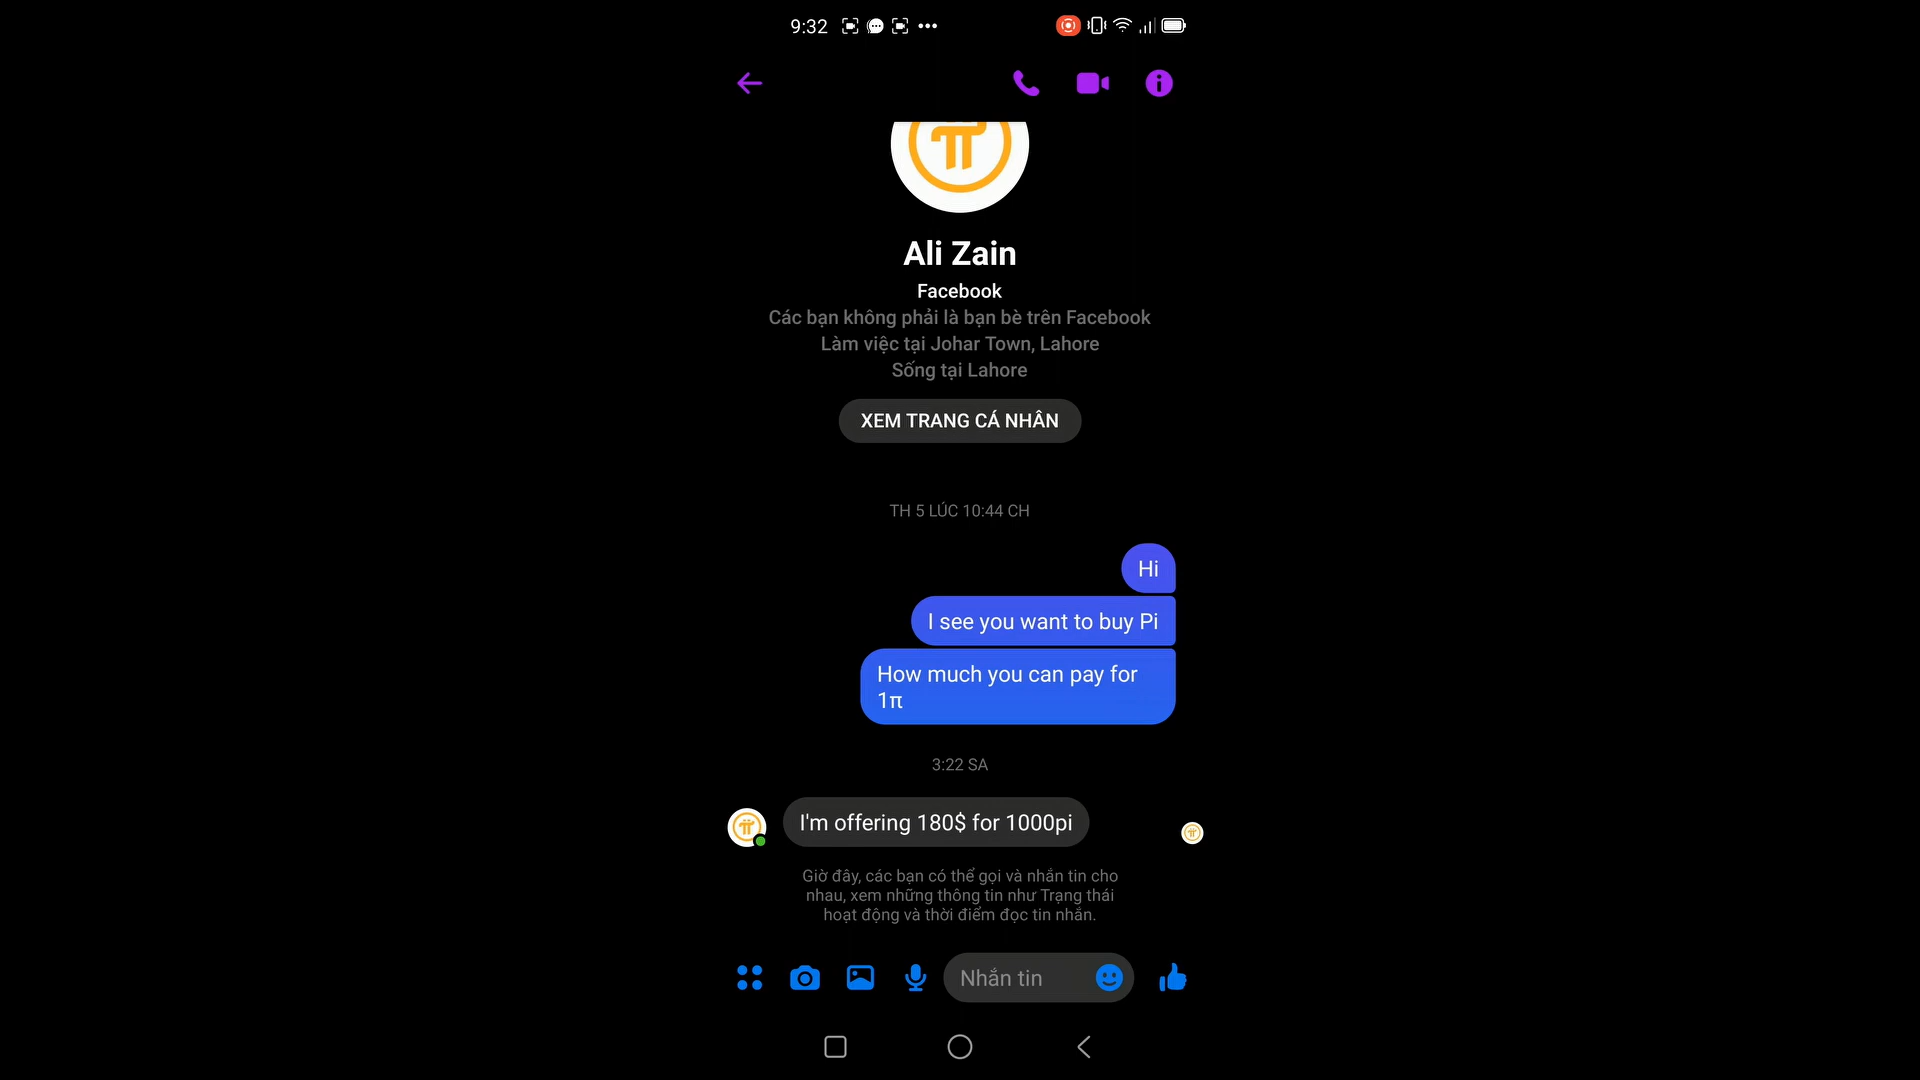 9:32
Ali Zain
Facebook
Các bạn không phải là bạn bè trên Facebook
Làm việc tại Johar Town, Lahore
Sống tại Lahore
XEM TRANG CÁ NHÂN
TH 5 LÚC 10:44 CH
Hi
I see you want to buy Pi
How much you can pay for
1π
3:22 SA
I'm offering 180$ for 1000pi
Giờ đây, các bạn có thể gọi và nhắn tin cho
nhau, xem những thông tin như Trạng thái
hoạt động và thời điểm đọc tin nhắn.
Nhắn tin